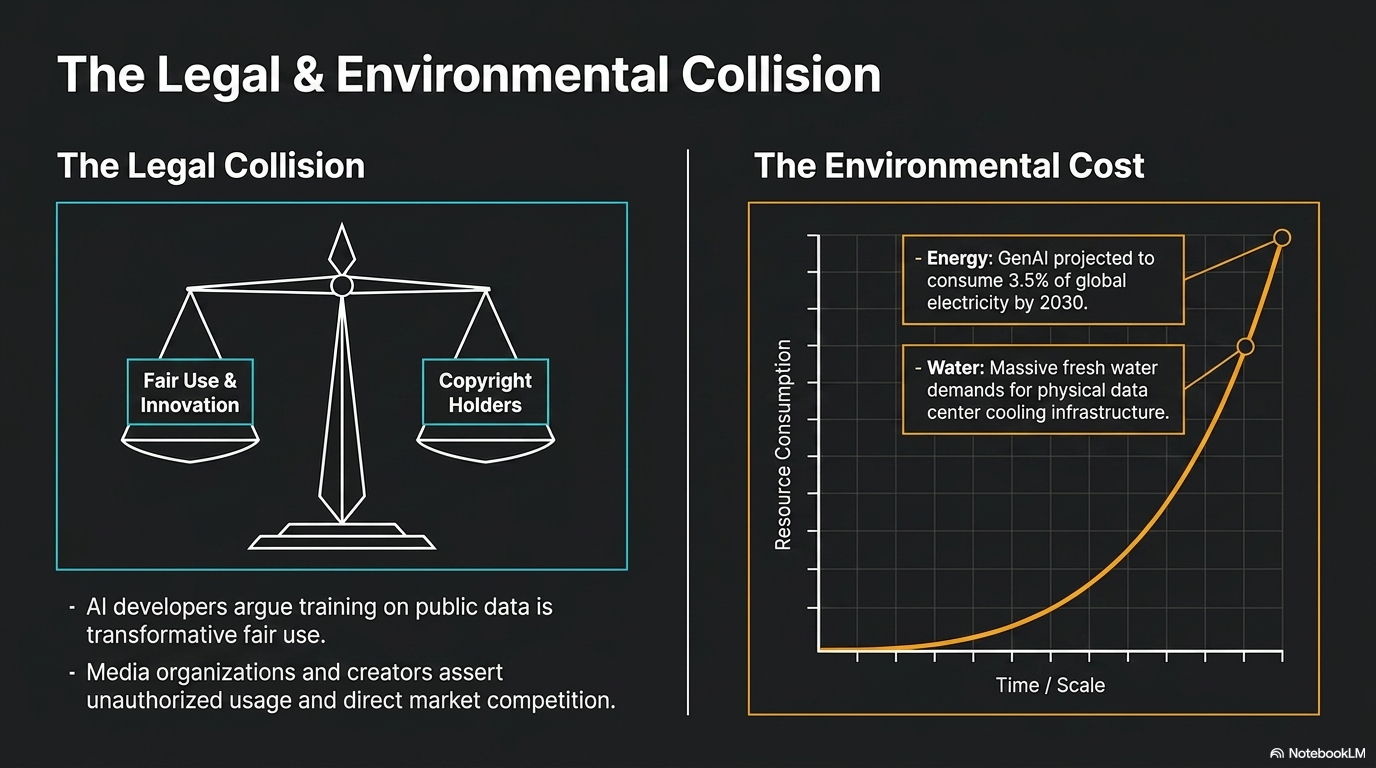 The Legal & Environmental Collision
The Legal Collision
Fair Use &
Innovation
Copyright
Holders
- AI developers argue training on public data is
transformative fair use.
- Media organizations and creators assert
unauthorized usage and direct market competition.
The Environmental Cost
Resource Consumption
- Energy: GenAI projected to
consume 3.5% of global
electricity by 2030.
- Water: Massive fresh water
demands for physical data
center cooling infrastructure.
Time / Scale
NotebookLM